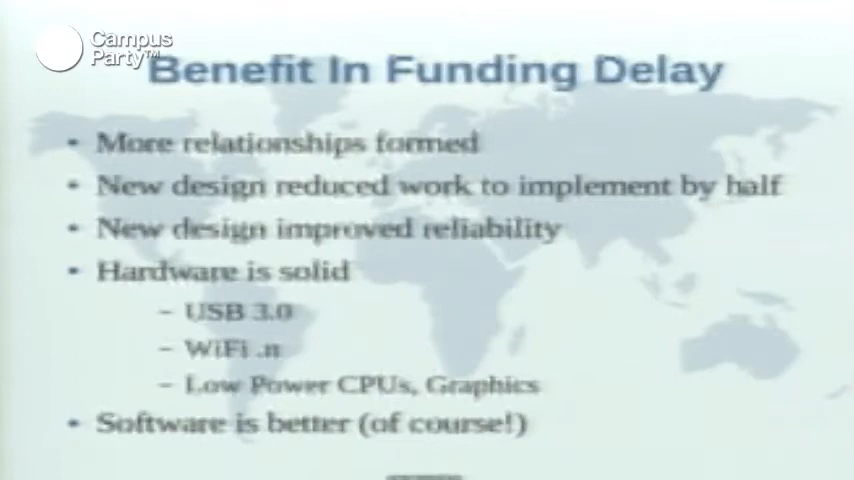 Campus
Party™
Benefit In Funding Delay
• More relationships formed
• New design reduced work to implement by half
• New design improved reliability
• Hardware is solid
– USB 3.0
– WiFi .n
– Low Power CPUs, Graphics
• Software is better (of course!)